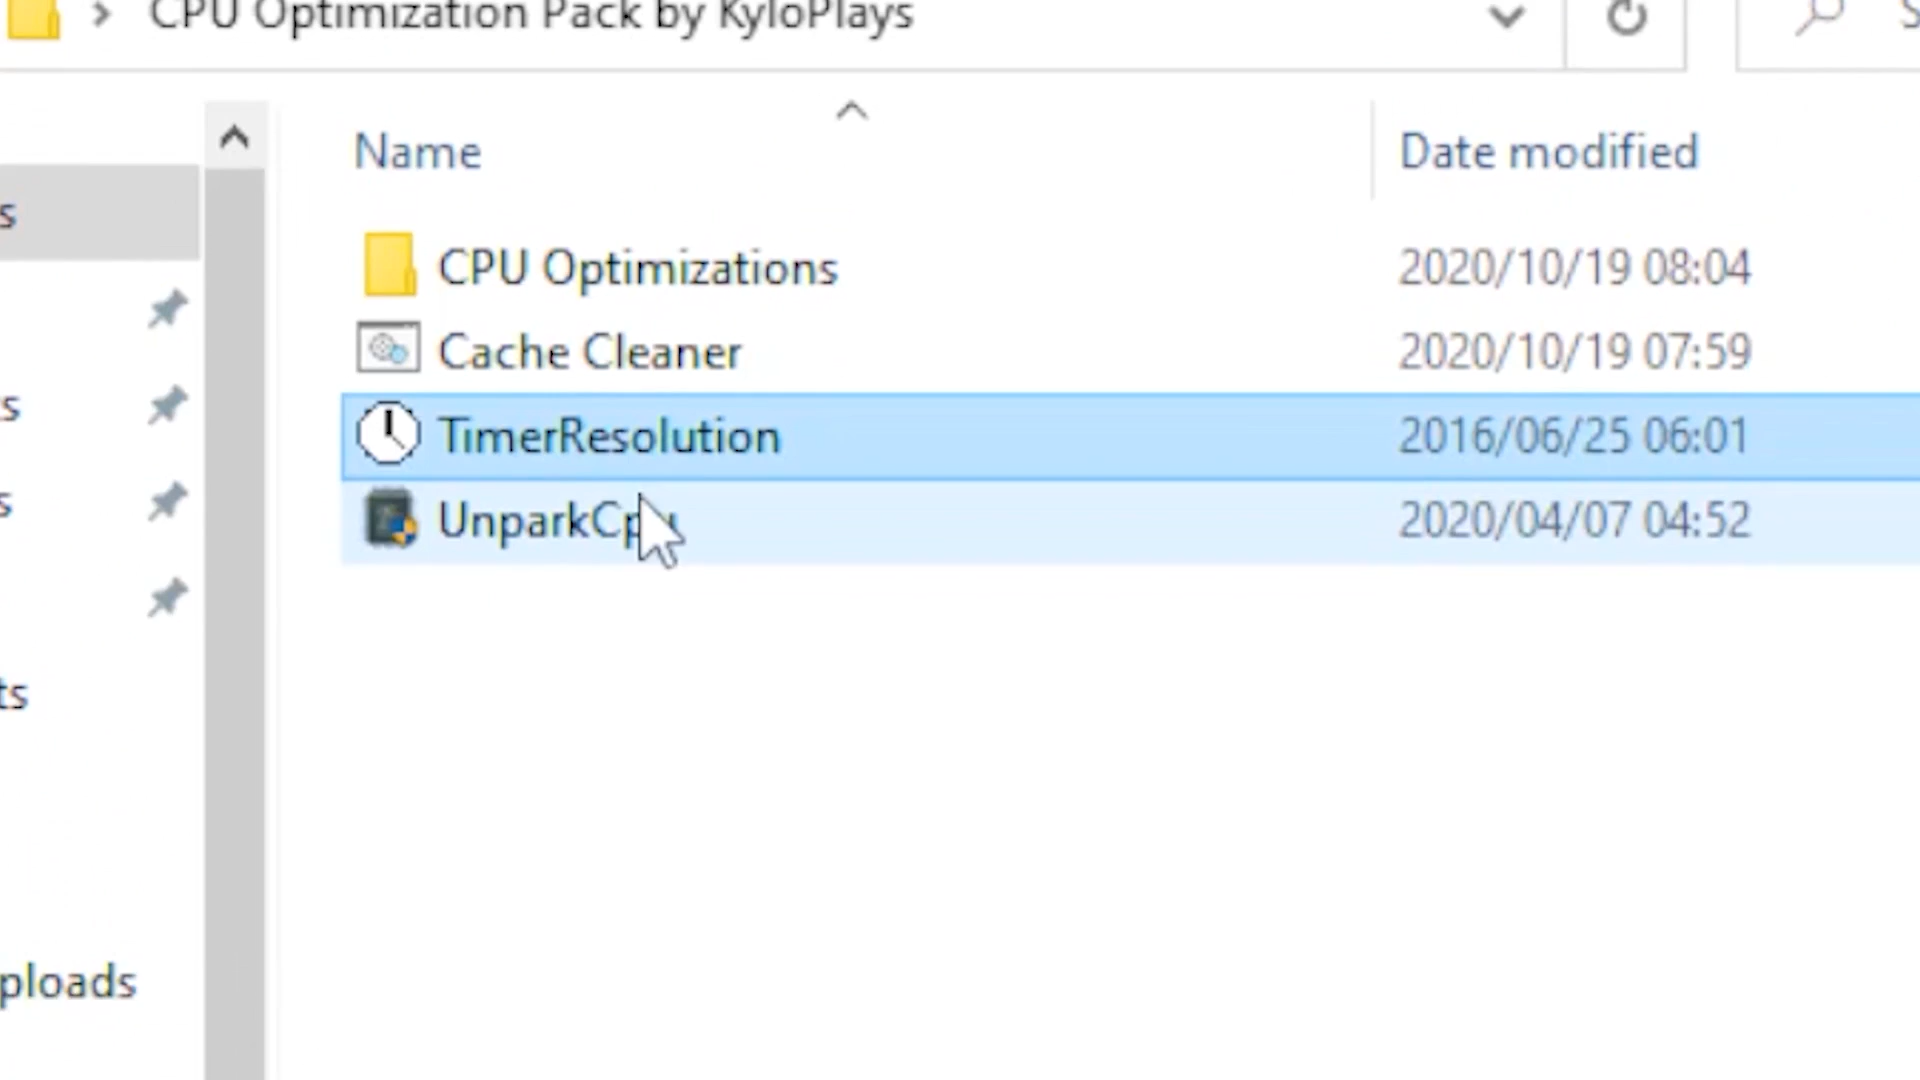 CPU Optimization Pack by KyloPlays
Name Date modified
CPU Optimizations 2020/10/19 08:04
Cache Cleaner 2020/10/19 07:59
TimerResolution 2016/06/25 06:01
UnparkCpu 2020/04/07 04:52